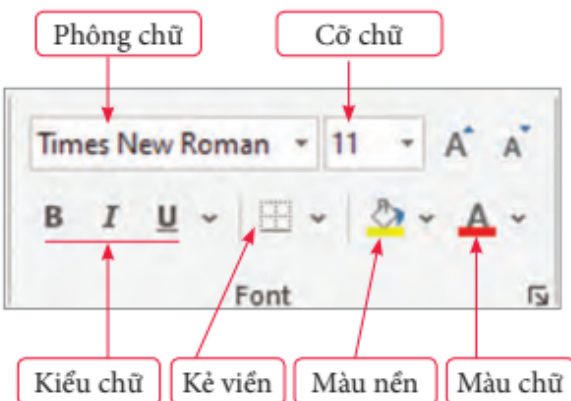 Phông chữ
Cỡ chữ
Times New Roman
11
A A
B I U
A
Font
Kiểu chữ
Kẻ viền
Màu nền
Màu chữ